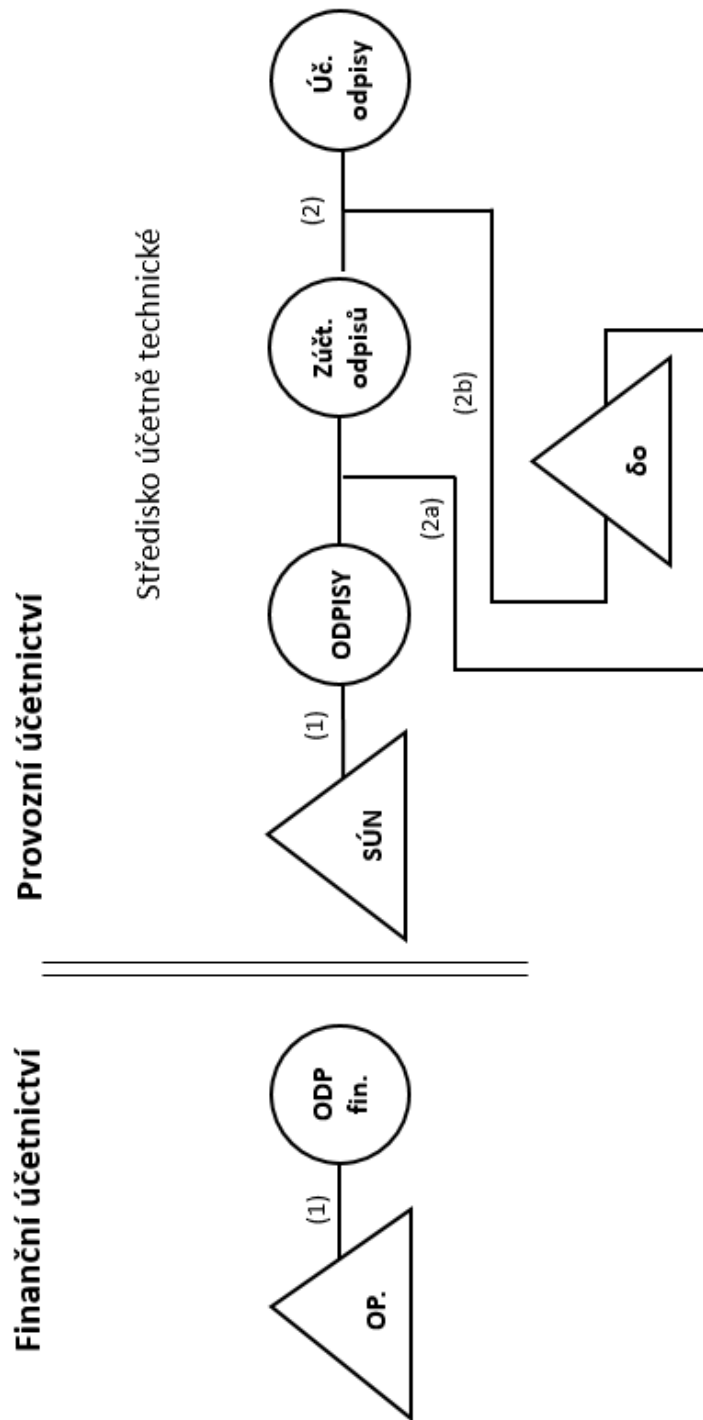 Finanční účetnictví
Provozní účetnictví
Středisko účetně technické
OP.
(1)
ODP
fin.
SÚN
(1)
ODPISY
Zúčt.
odpisů
(2)
Úč.
odpisy
(2a)
(2b)
δo